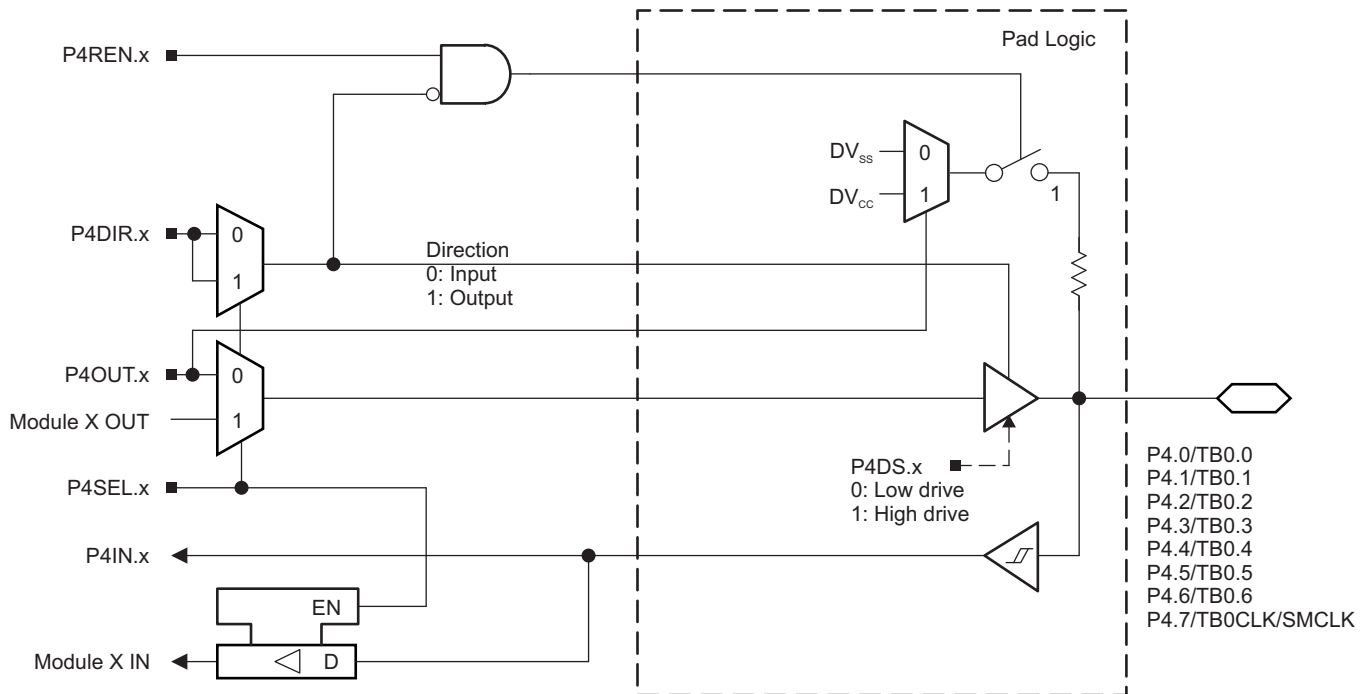 Pad Logic
P4REN.x
DVSS
0
DVCC
1
1
P4DIR.x
0
1
Direction
0: Input
1: Output
P4OUT.x
0
Module X OUT
1
P4DS.x
0: Low drive
1: High drive
P4SEL.x
P4.0/TB0.0
P4.1/TB0.1
P4.2/TB0.2
P4.3/TB0.3
P4.4/TB0.4
P4.5/TB0.5
P4.6/TB0.6
P4.7/TB0CLK/SMCLK
P4IN.x
EN
Module X IN
D